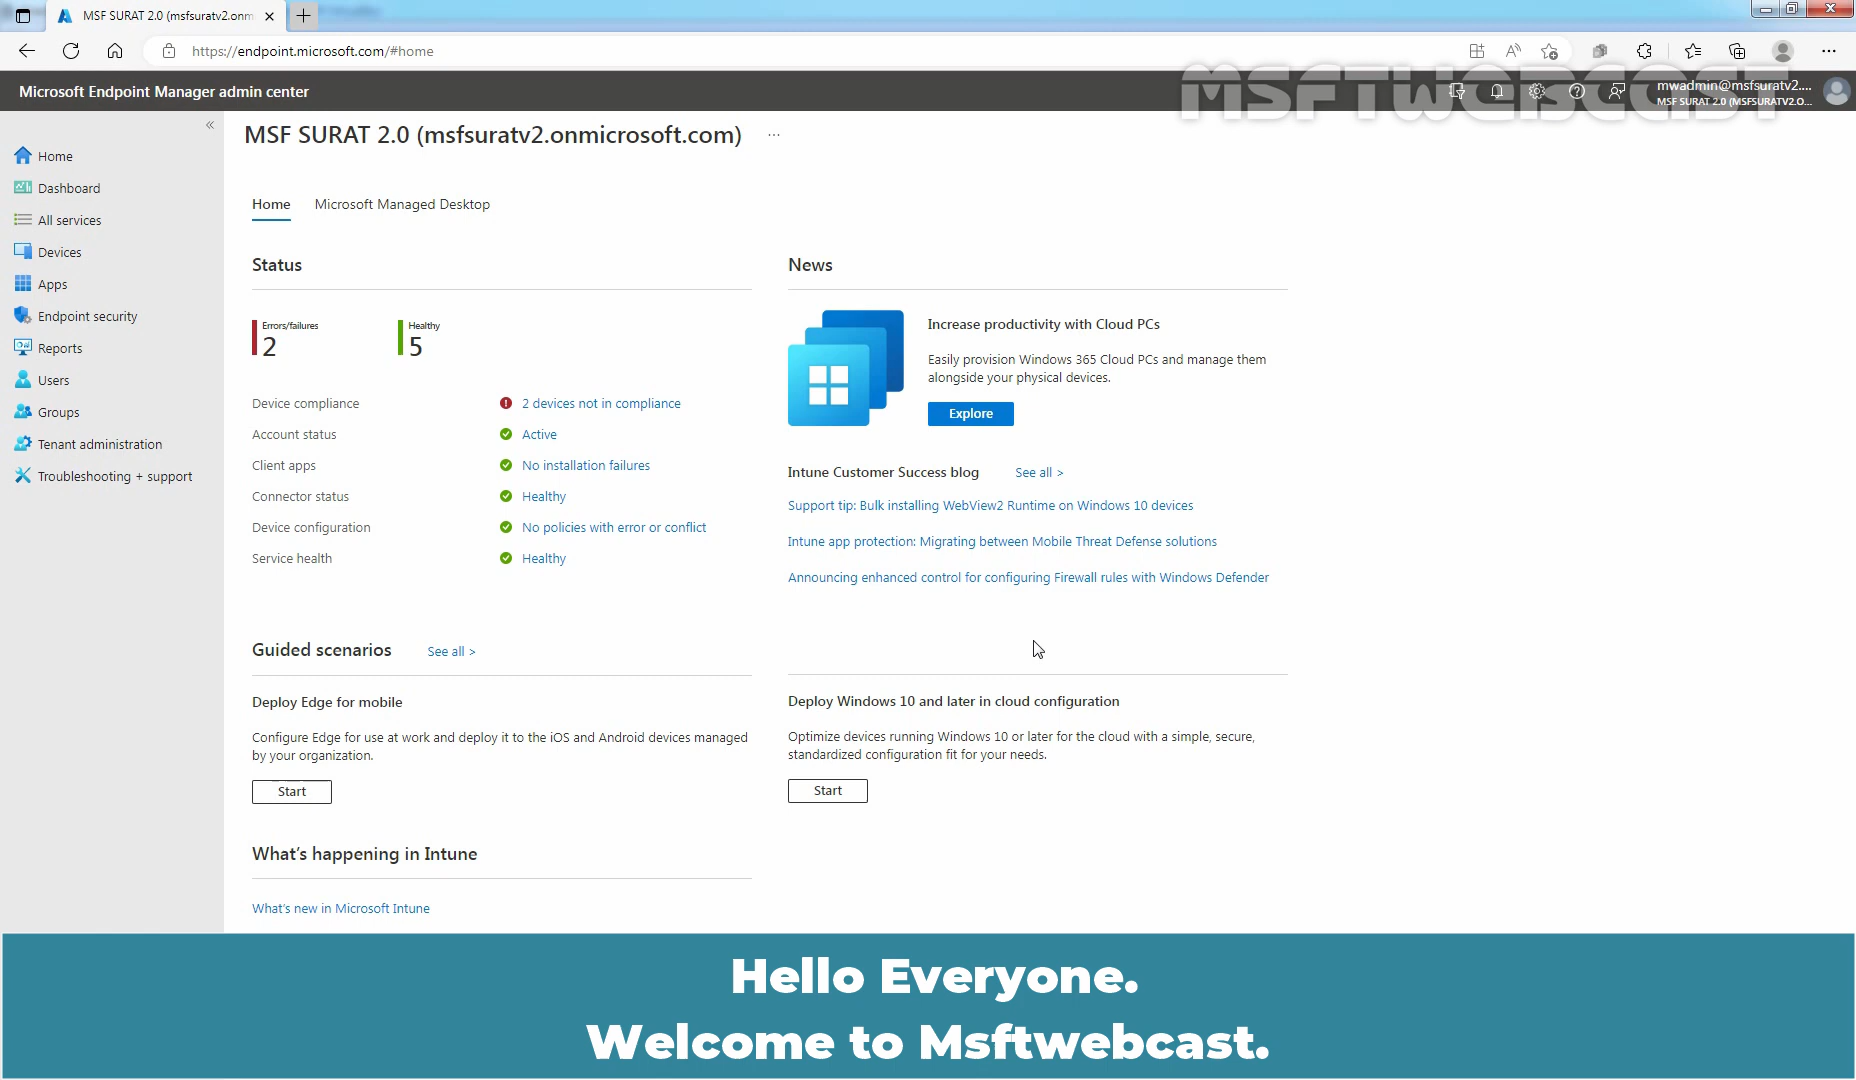 MSF SURAT 2.0 (msfsuratv2.onm
https://endpoint.microsoft.com/#home
MSFTWEBCAST
Microsoft Endpoint Manager admin center
mwadmin@msfsuratv2....
MSF SURAT 2.0 (MSFSURATV2.O...
«
MSF SURAT 2.0 (msfsuratv2.onmicrosoft.com) ...
Home
Dashboard
All services
Devices
Apps
Endpoint security
Reports
Users
Groups
Tenant administration
Troubleshooting + support
Home Microsoft Managed Desktop
Status
Errors/failures
2
Healthy
5
Device compliance 2 devices not in compliance
Account status Active
Client apps No installation failures
Connector status Healthy
Device configuration No policies with error or conflict
Service health Healthy
News
Increase productivity with Cloud PCs
Easily provision Windows 365 Cloud PCs and manage them
alongside your physical devices.
Explore
Intune Customer Success blog See all >
Support tip: Bulk installing WebView2 Runtime on Windows 10 devices
Intune app protection: Migrating between Mobile Threat Defense solutions
Announcing enhanced control for configuring Firewall rules with Windows Defender
Guided scenarios See all >
Deploy Edge for mobile
Configure Edge for use at work and deploy it to the iOS and Android devices managed
by your organization.
Start
Deploy Windows 10 and later in cloud configuration
Optimize devices running Windows 10 or later for the cloud with a simple, secure,
standardized configuration fit for your needs.
Start
What's happening in Intune
What's new in Microsoft Intune
Hello Everyone.
Welcome to Msftwebcast.